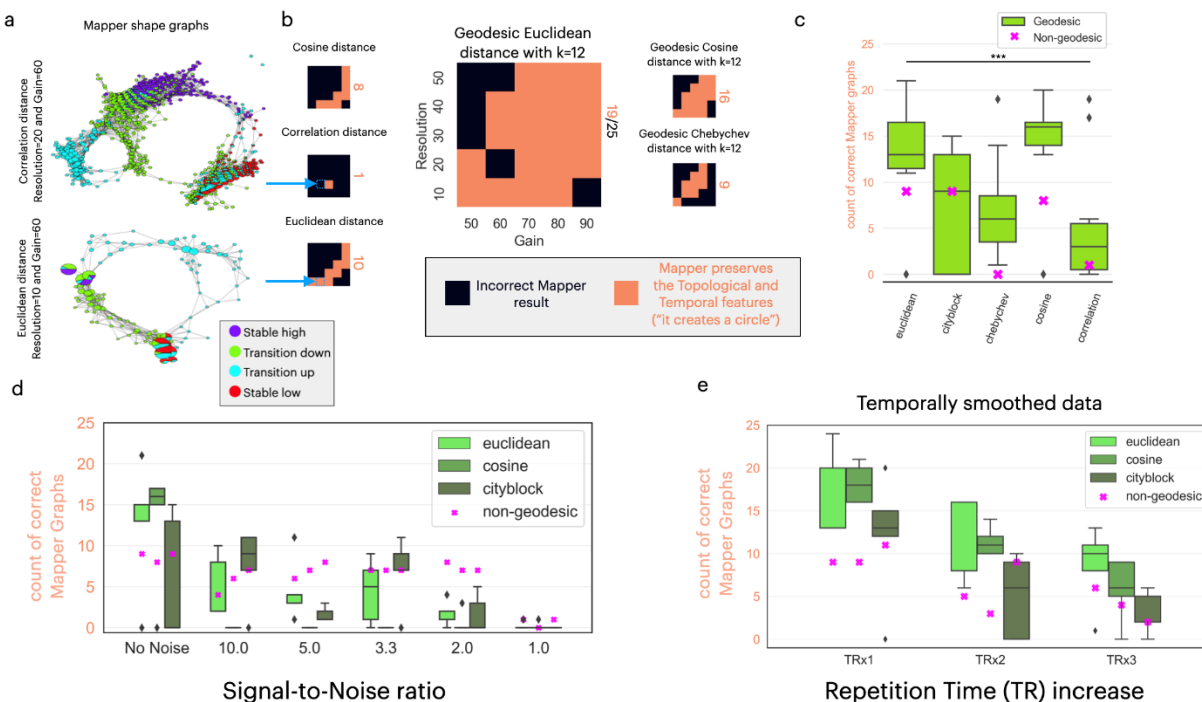 a
Mapper shape graphs
Correlation distance
Resolution=20 and Gain=60
Euclidean distance
Resolution=10 and Gain=60
Stable high
Transition down
Transition up
Stable low
b
Cosine distance
8
Correlation distance
1
Euclidean distance
10
Geodesic Euclidean
distance with k=12
Resolution
50
40
30
20
10
50 60 70 80 90
Gain
19/25
Geodesic Cosine
distance with k=12
16
Geodesic Chebychev
distance with k=12
9
Incorrect Mapper
result
Mapper preserves
the Topological and
Temporal features
("it creates a circle")
c
Geodesic
Non-geodesic
***
count of correct Mapper graphs
25
20
15
10
5
0
euclidean
cityblock
chebychev
cosine
correlation
d
count of correct
Mapper Graphs
25
20
15
10
5
0
euclidean
cosine
cityblock
non-geodesic
No Noise 10.0 5.0 3.3 2.0 1.0
Signal-to-Noise ratio
e
Temporally smoothed data
count of correct
Mapper Graphs
25
20
15
10
5
0
euclidean
cosine
cityblock
non-geodesic
TRx1 TRx2 TRx3
Repetition Time (TR) increase